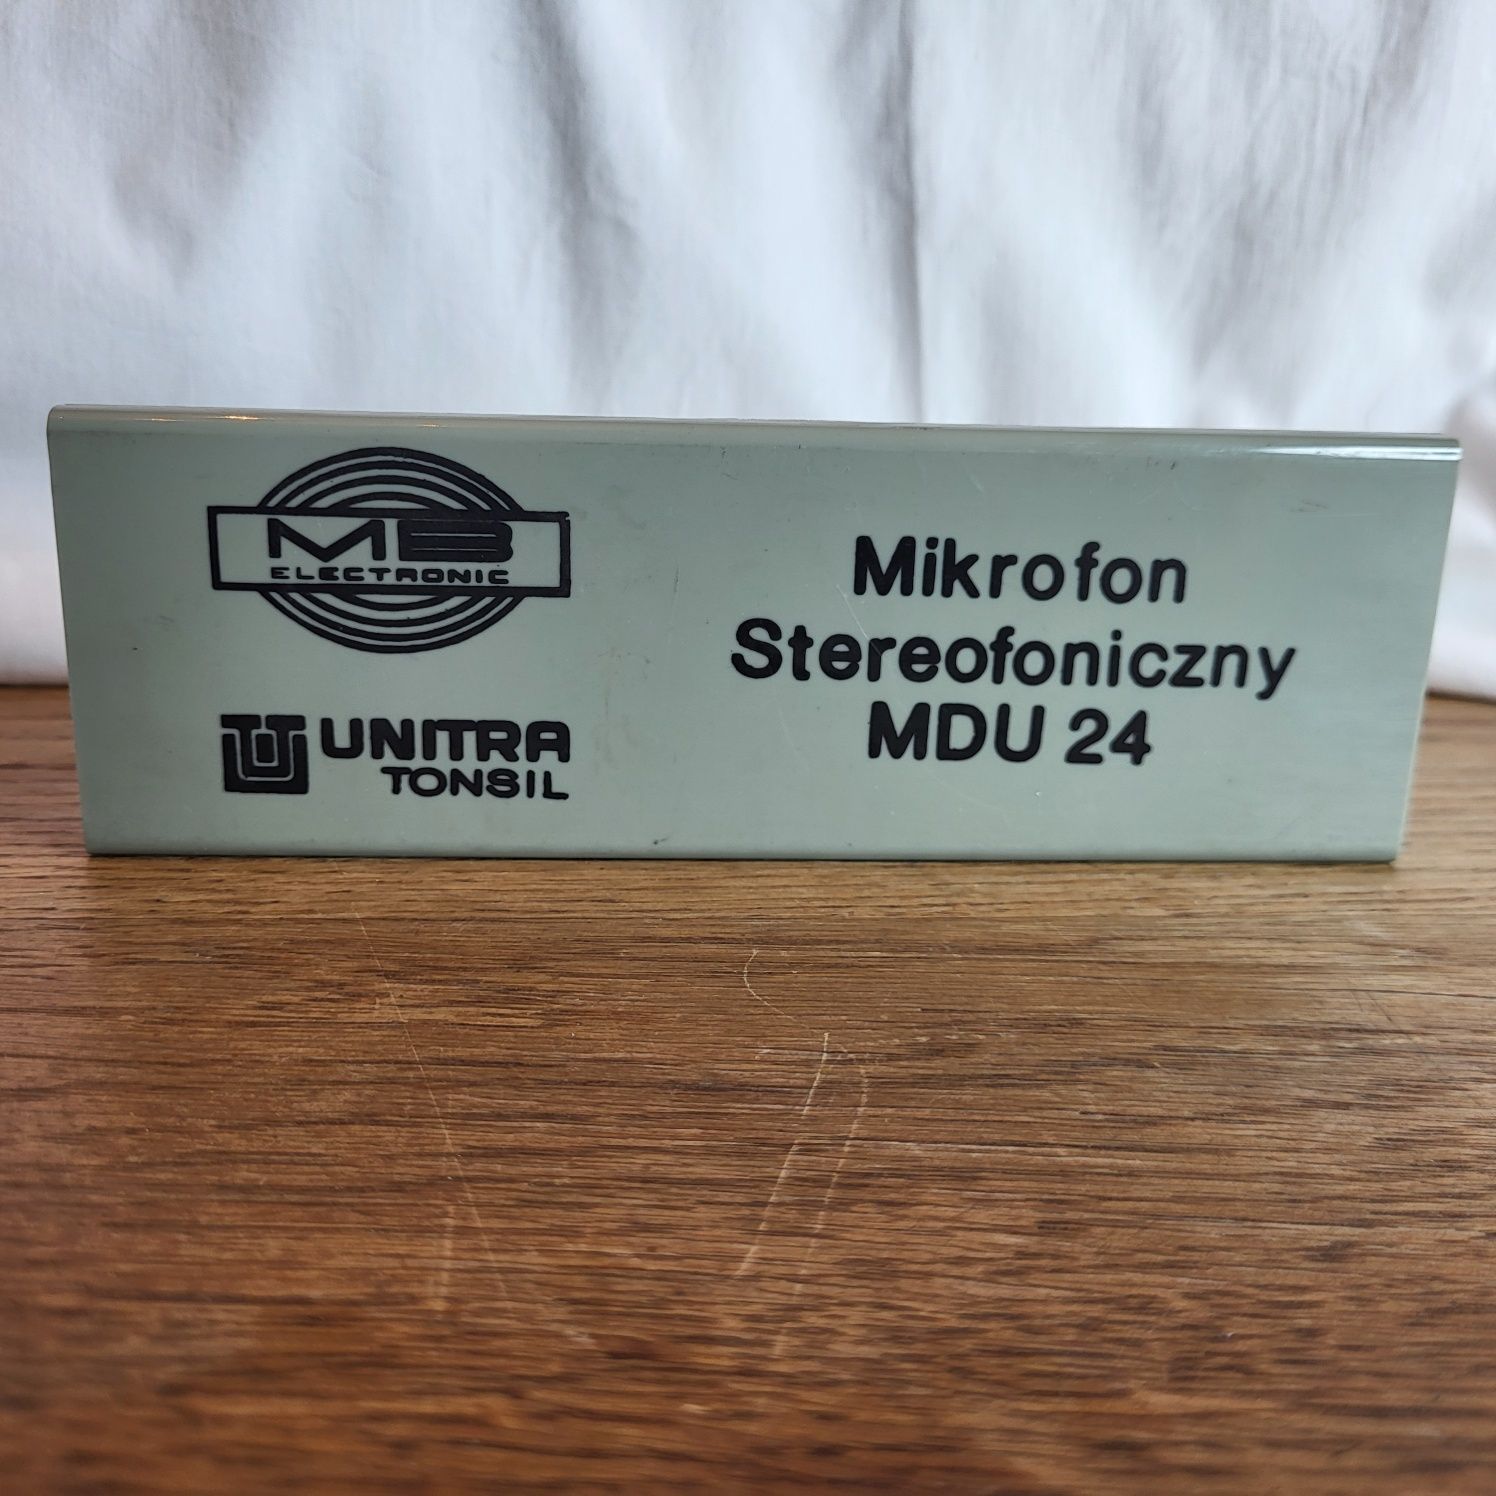 MB
ELECTRONIC
UNITRA
TONSIL
Mikrofon
Stereofoniczny
MDU 24